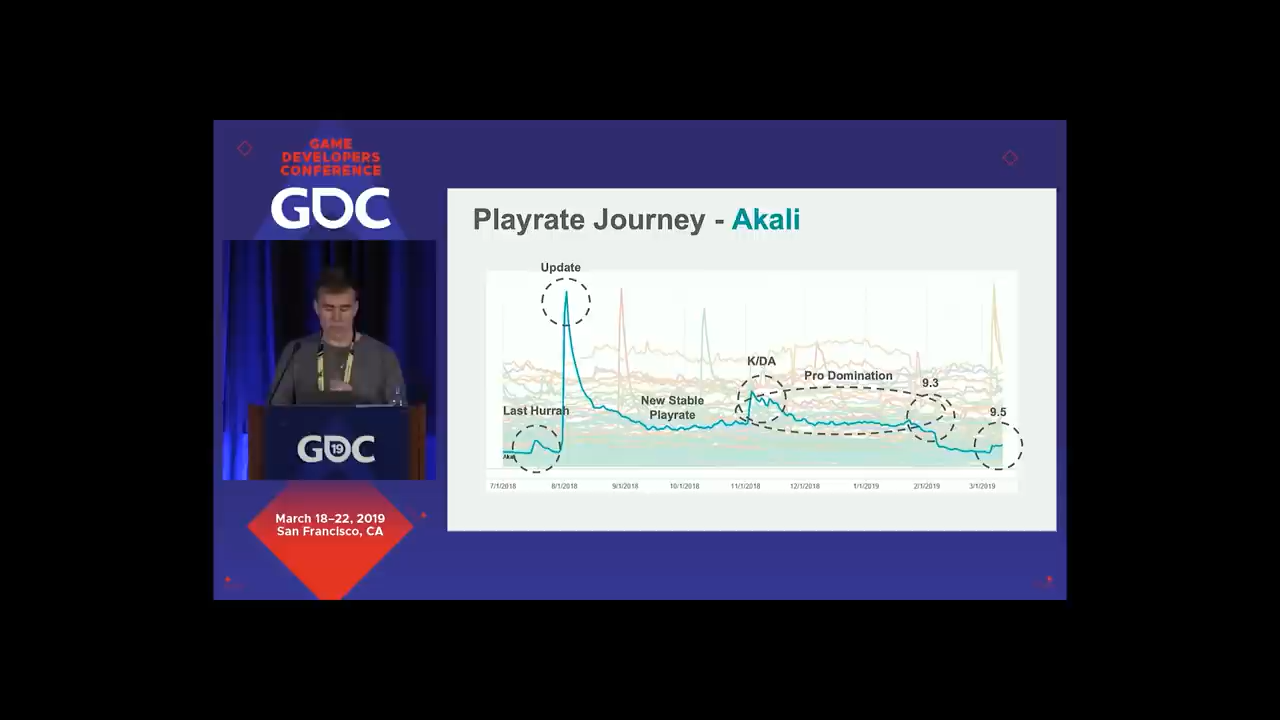 GAME
DEVELOPERS
CONFERENCE
GDC
GDC
19
March 18–22, 2019
San Francisco, CA
Playrate Journey - Akali
Update
K/DA
Pro Domination
9.3
New Stable
Playrate
Last Hurrah
9.5
Akali
7/1/2018 8/1/2018 9/1/2018 10/1/2018 11/1/2018 12/1/2018 1/1/2019 2/1/2019 3/1/2019